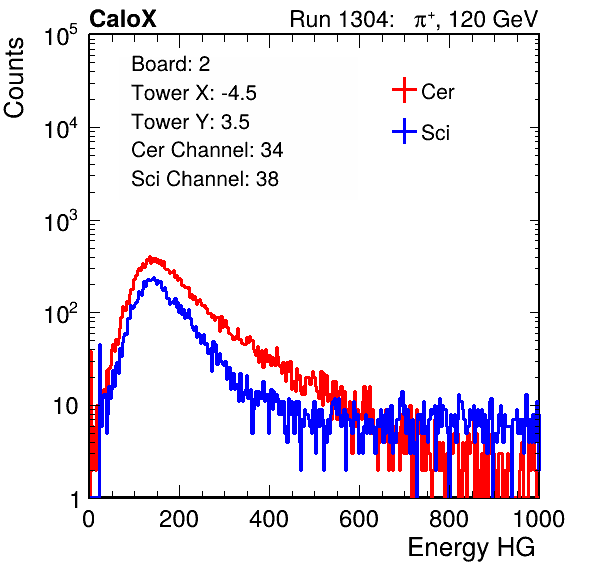 CaloX Run 1304: π⁺, 120 GeV
Counts
Board: 2
Tower X: -4.5
Tower Y: 3.5
Cer Channel: 34
Sci Channel: 38
Cer
Sci
10⁵
10⁴
10³
10²
10
1
0 200 400 600 800 1000
Energy HG